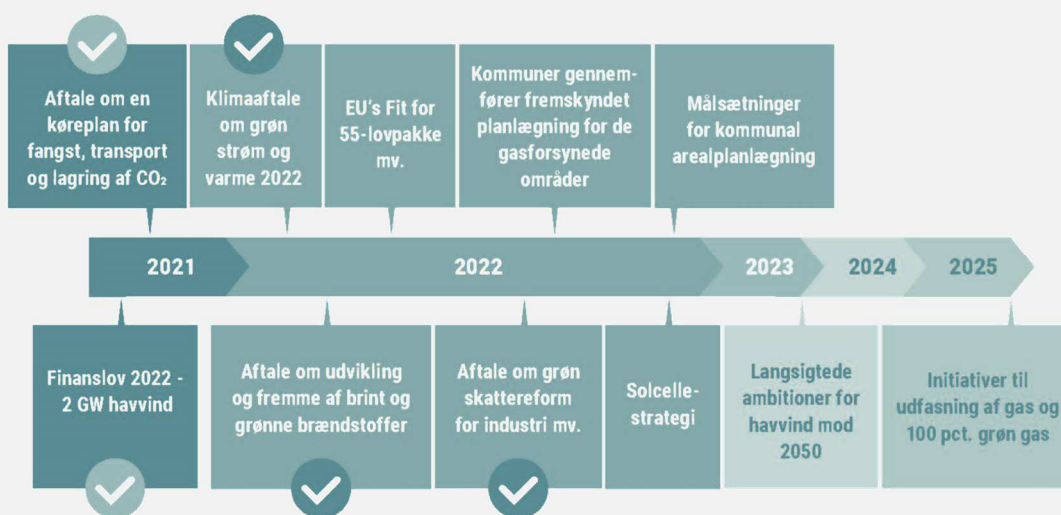 Aftale om en
køreplan for
fangst, transport
og lagring af CO₂
Klimaaftale
om grøn
strøm og
varme 2022
EU's Fit for
55-lovpakke
mv.
Kommuner gennem-
fører fremskyndet
planlægning for de
gasforsynede
områder
Målsætninger
for kommunal
arealplanlægning
2021
2022
2023
2024
2025
Finanslov 2022 -
2 GW havvind
Aftale om udvikling
og fremme af brint og
grønne brændstoffer
Aftale om grøn
skattereform
for industri mv.
Solcelle-
strategi
Langsigtede
ambitioner for
havvind mod
2050
Initiativer til
udfasning af gas og
100 pct. grøn gas